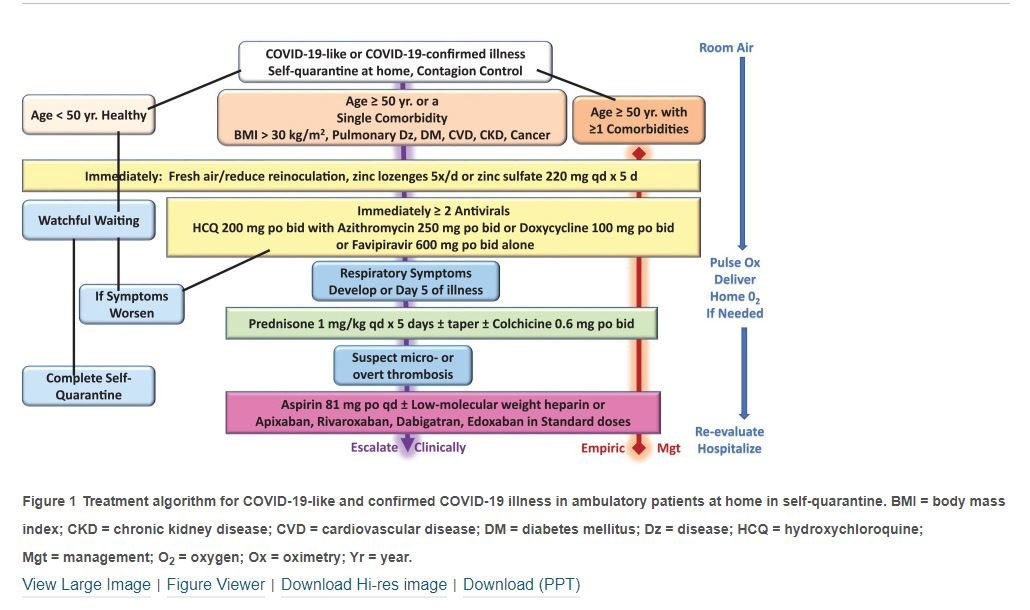 COVID-19-like or COVID-19-confirmed illness
Self-quarantine at home, Contagion Control
Room Air
Age < 50 yr. Healthy
Age ≥ 50 yr. or a
Single Comorbidity
BMI > 30 kg/m², Pulmonary Dz, DM, CVD, CKD, Cancer
Age ≥ 50 yr. with
≥1 Comorbidities
Immediately: Fresh air/reduce reinoculation, zinc lozenges 5x/d or zinc sulfate 220 mg qd x 5 d
Watchful Waiting
Immediately ≥ 2 Antivirals
HCQ 200 mg po bid with Azithromycin 250 mg po bid or Doxycycline 100 mg po bid
or Favipiravir 600 mg po bid alone
Pulse Ox
Deliver
Home 0₂
If Needed
If Symptoms
Worsen
Respiratory Symptoms
Develop or Day 5 of illness
Prednisone 1 mg/kg qd x 5 days ± taper ± Colchicine 0.6 mg po bid
Suspect micro- or
overt thrombosis
Complete Self-
Quarantine
Aspirin 81 mg po qd ± Low-molecular weight heparin or
Apixaban, Rivaroxaban, Dabigatran, Edoxaban in Standard doses
Escalate Clinically
Empiric Mgt
Re-evaluate
Hospitalize
Figure 1 Treatment algorithm for COVID-19-like and confirmed COVID-19 illness in ambulatory patients at home in self-quarantine. BMI = body mass
index; CKD = chronic kidney disease; CVD = cardiovascular disease; DM = diabetes mellitus; Dz = disease; HCQ = hydroxychloroquine;
Mgt = management; O₂ = oxygen; Ox = oximetry; Yr = year.
View Large Image | Figure Viewer | Download Hi-res image | Download (PPT)